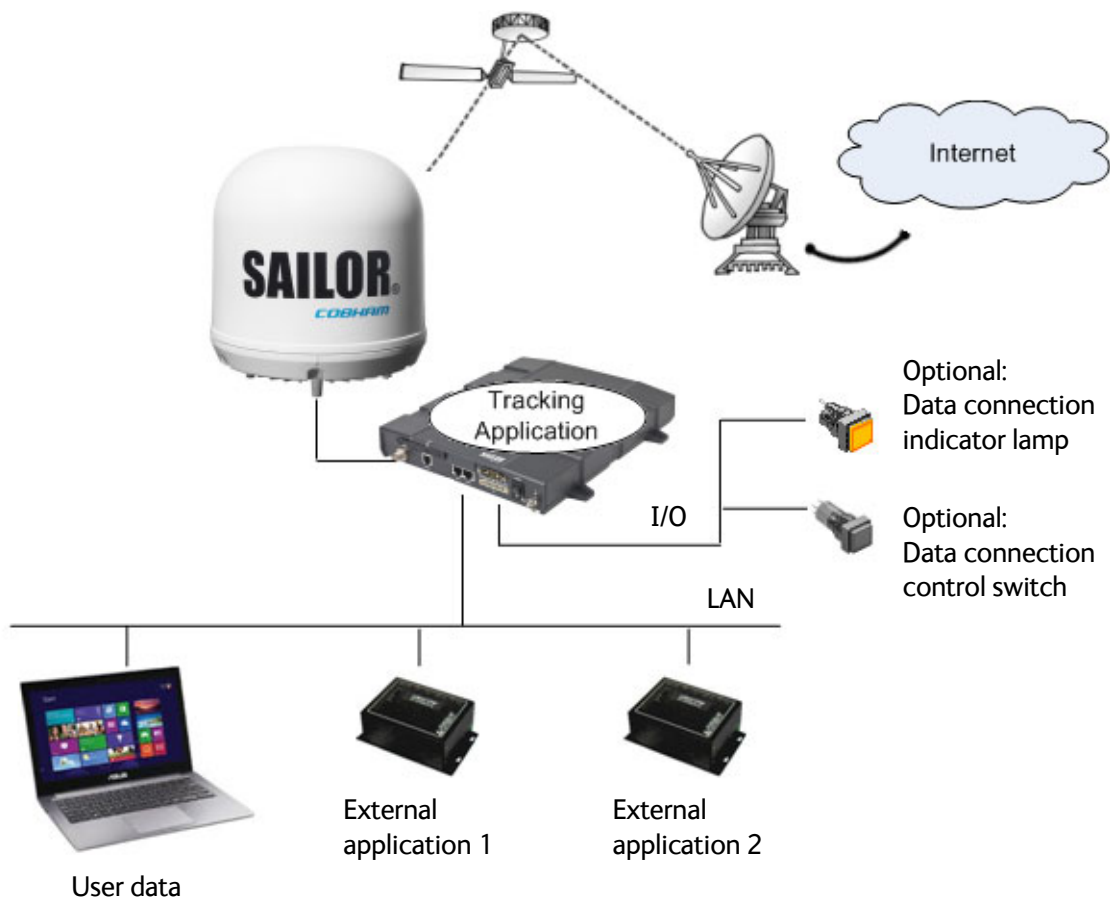 Internet
SAILOR®
COBHAM
Tracking
Application
Optional:
Data connection
indicator lamp
I/O
Optional:
Data connection
control switch
LAN
External
application 1
External
application 2
User data